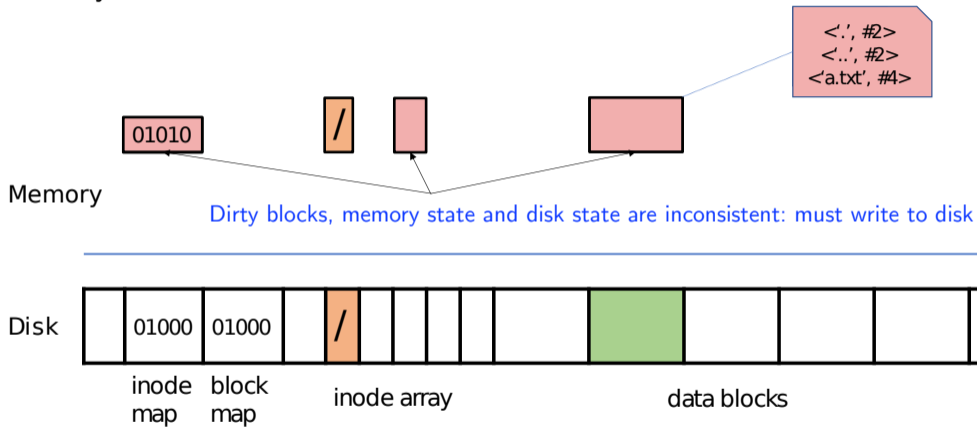 <‘.’, #2>
<‘..’, #2>
<‘a.txt’, #4>
01010
/
Memory
Dirty blocks, memory state and disk state are inconsistent: must write to disk
Disk
01000
01000
/
inode map
block map
inode array
data blocks